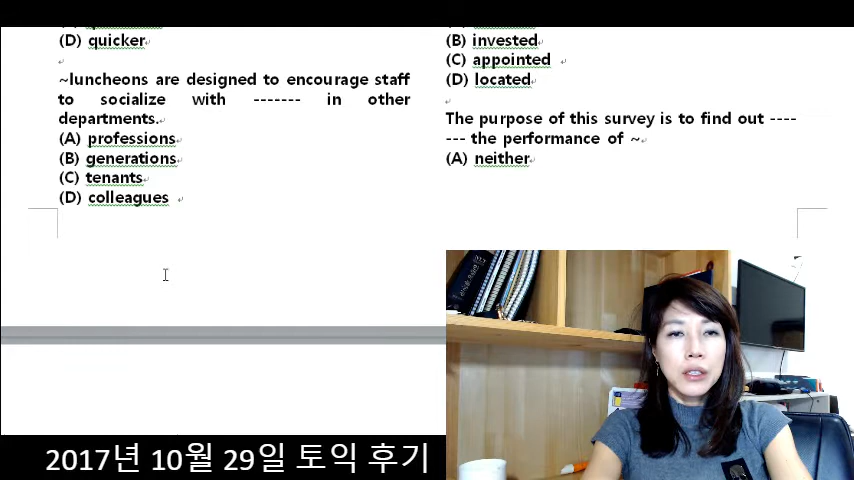 (D) quicker
~luncheons are designed to encourage staff
to socialize with ------- in other
departments.
(A) professions
(B) generations
(C) tenants
(D) colleagues
(B) invested
(C) appointed
(D) located
The purpose of this survey is to find out ----
--- the performance of ~
(A) neither
2017년 10월 29일 토익 후기